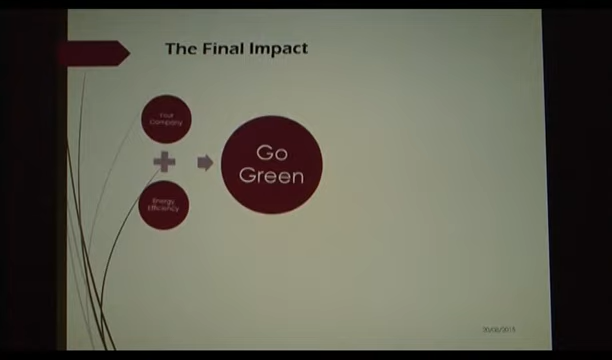 The Final Impact
Your
Company
Go
Green
Energy
Efficiency